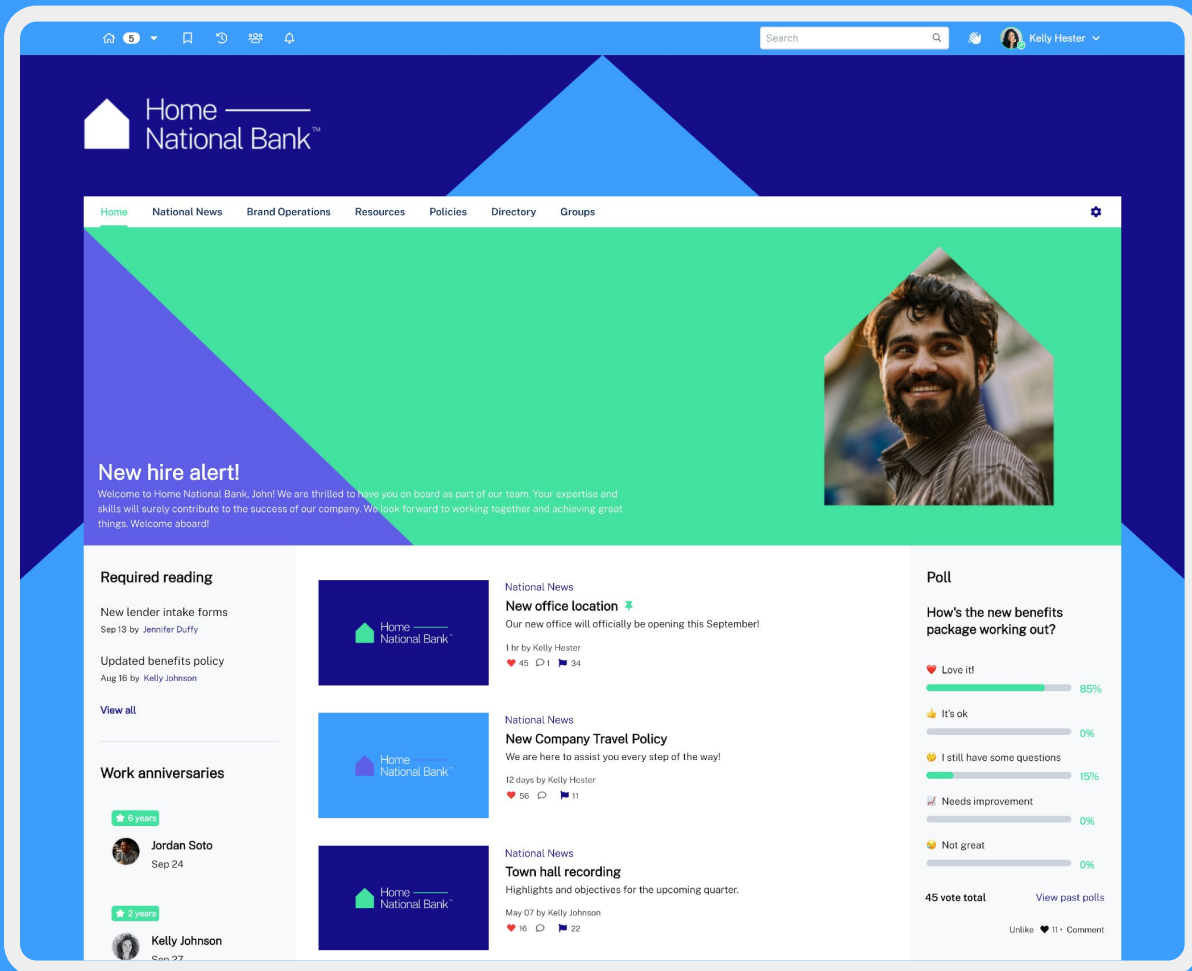 5
Search
Kelly Hester
Home
National Bank™
Home National News Brand Operations Resources Policies Directory Groups
New hire alert!
Welcome to Home National Bank, John! We are thrilled to have you on board as part of our team. Your expertise and
skills will surely contribute to the success of our company. We look forward to working together and achieving great
things. Welcome aboard!
Required reading
New lender intake forms
Sep 13 by Jennifer Duffy
Updated benefits policy
Aug 16 by Kelly Johnson
View all
Work anniversaries
6 years
Jordan Soto
Sep 24
2 years
Kelly Johnson
Sep 27
Home
National Bank™
National News
New office location
Our new office will officially be opening this September!
1 hr by Kelly Hester
45 1 34
Home
National Bank™
National News
New Company Travel Policy
We are here to assist you every step of the way!
12 days by Kelly Hester
56 11
Home
National Bank™
National News
Town hall recording
Highlights and objectives for the upcoming quarter.
May 07 by Kelly Johnson
16 22
Poll
How's the new benefits
package working out?
Love it!
85%
It's ok
0%
I still have some questions
15%
Needs improvement
0%
Not great
0%
45 vote total View past polls
Unlike 11 • Comment